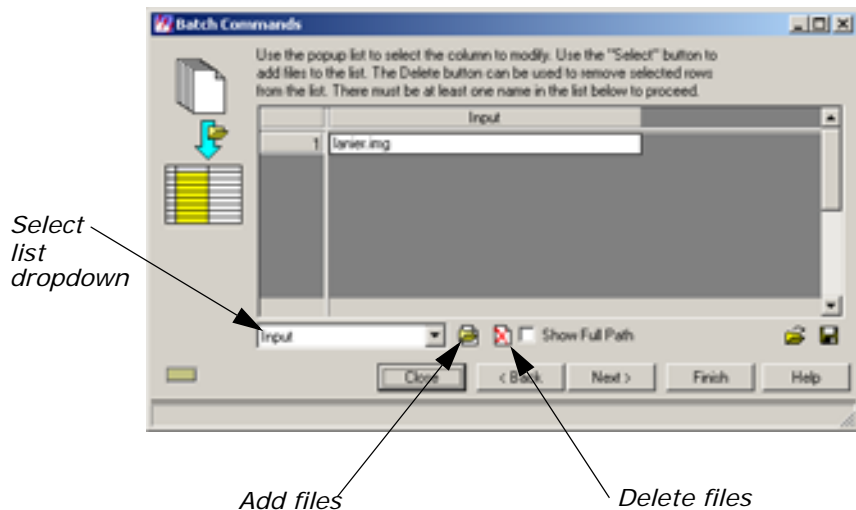 Batch Commands
Use the popup list to select the column to modify. Use the "Select" button to
add files to the list. The Delete button can be used to remove selected rows
from the list. There must be at least one name in the list below to proceed.
Input
1 lanier.img
Select
list
dropdown
Input
Show Full Path
Close
< Back
Next >
Finish
Help
Add files
Delete files